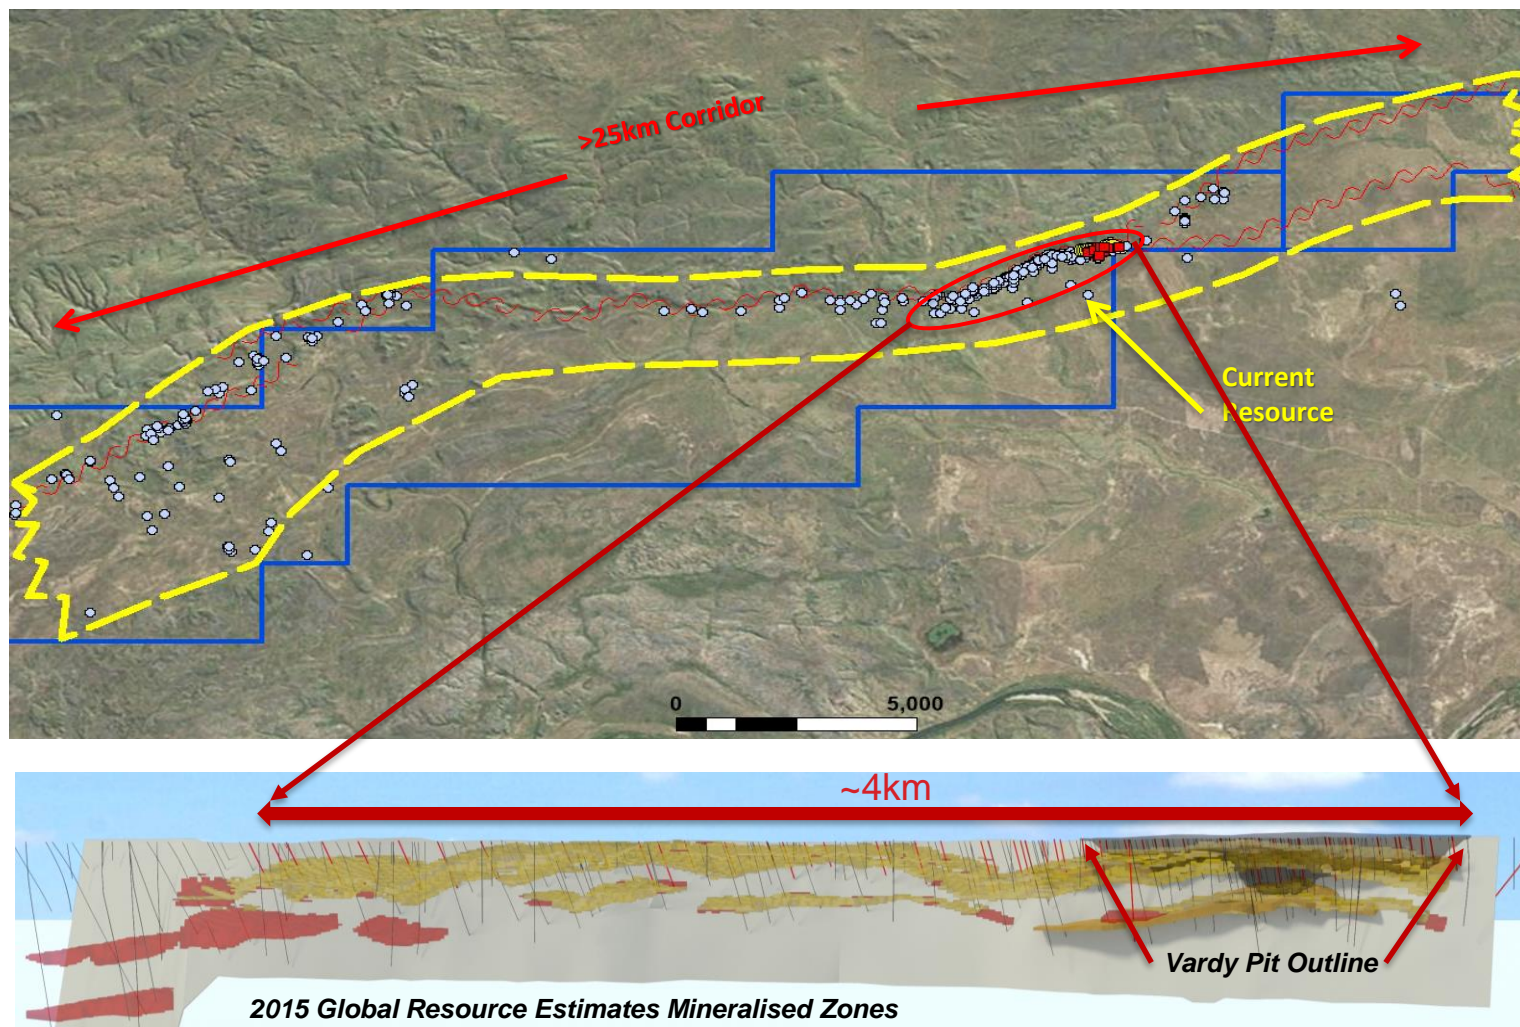 >25km Corridor
Current
Resource
0 5,000
~4km
Vardy Pit Outline
2015 Global Resource Estimates Mineralised Zones